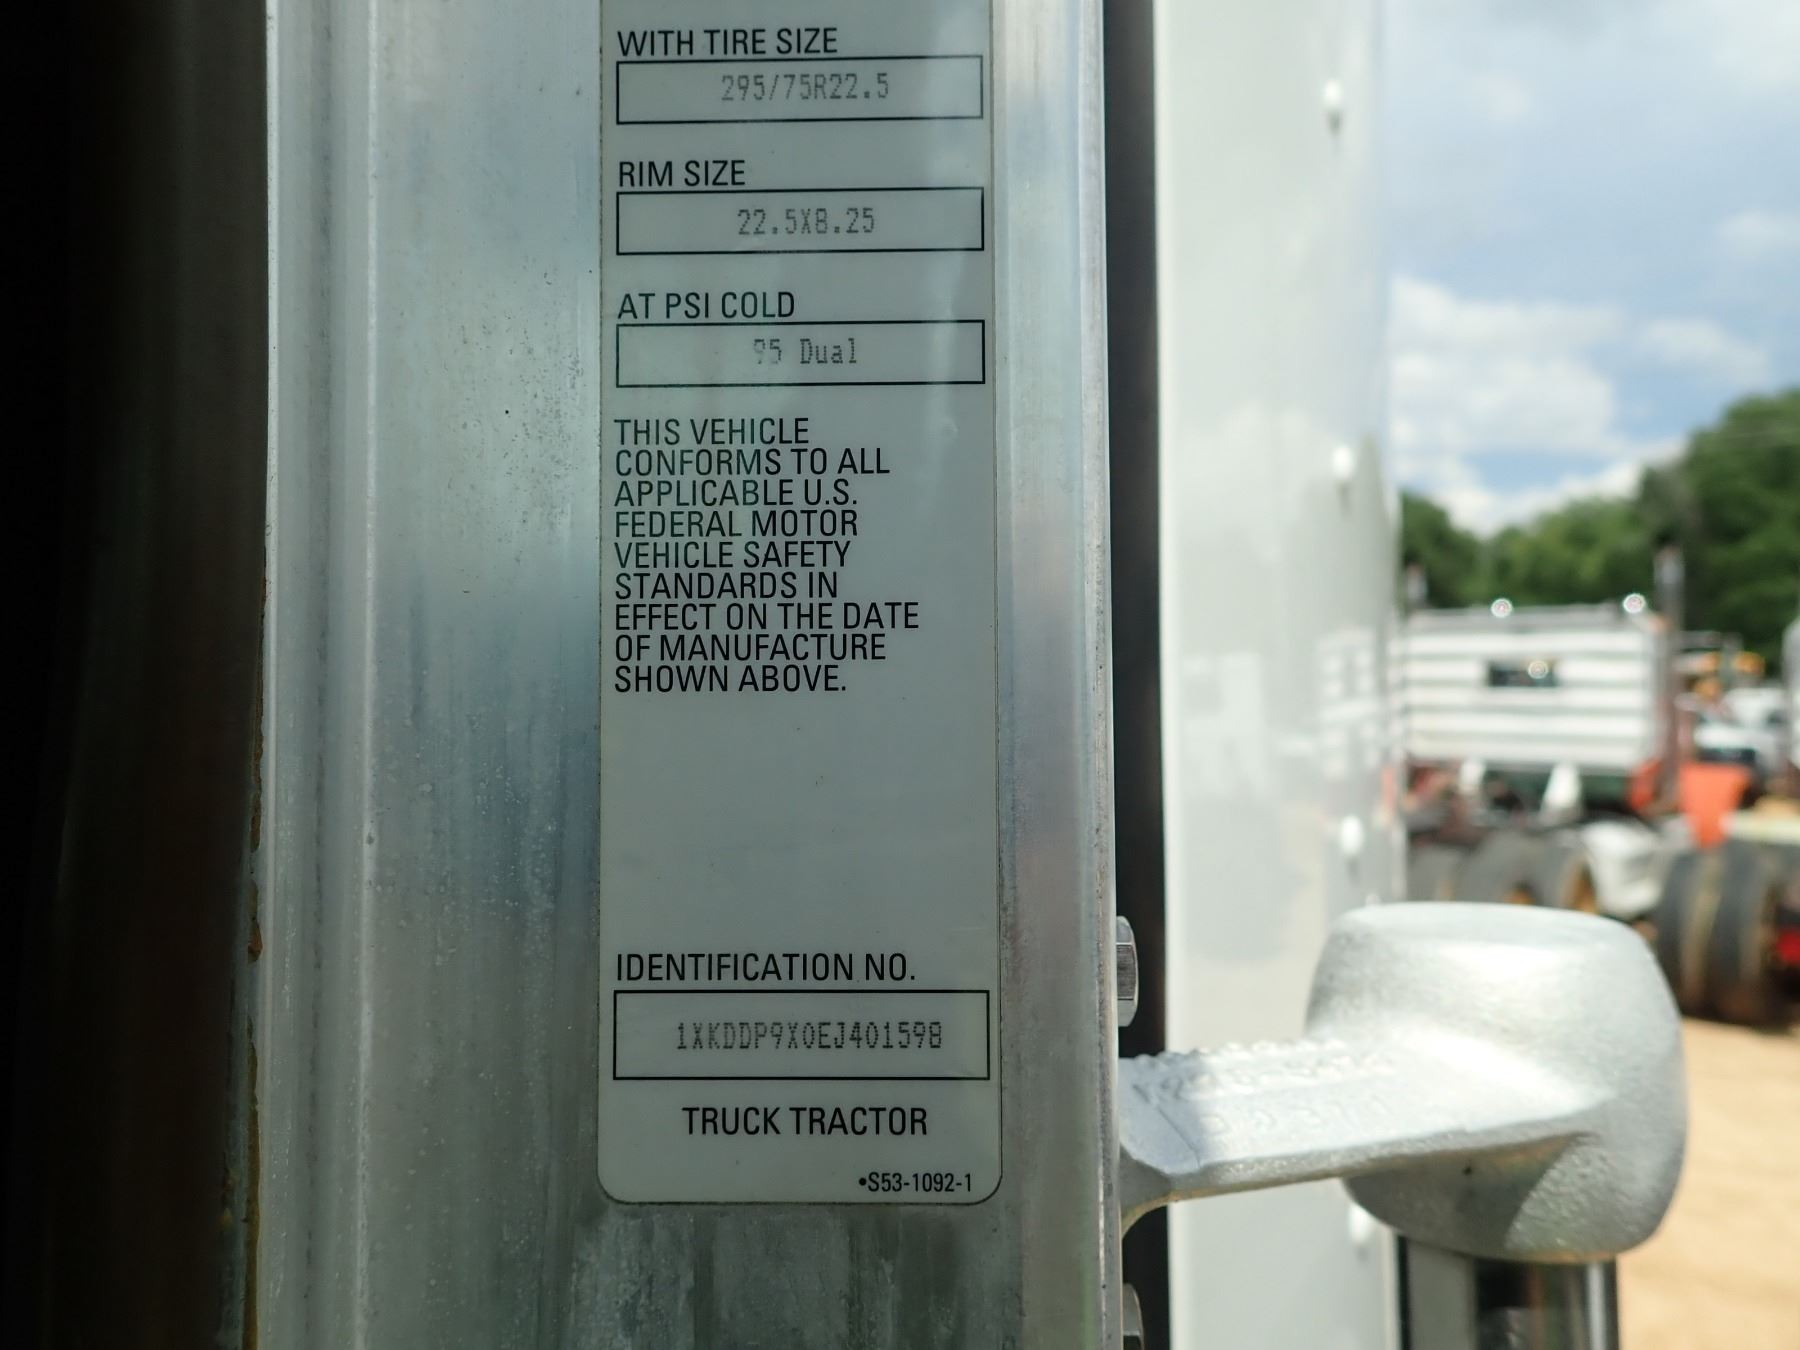 WITH TIRE SIZE
295/75R22.5
RIM SIZE
22.5X8.25
AT PSI COLD
95 Dual
THIS VEHICLE
CONFORMS TO ALL
APPLICABLE U.S.
FEDERAL MOTOR
VEHICLE SAFETY
STANDARDS IN
EFFECT ON THE DATE
OF MANUFACTURE
SHOWN ABOVE.
IDENTIFICATION NO.
1XKDDP9X0EJ401598
TRUCK TRACTOR
•S53-1092-1